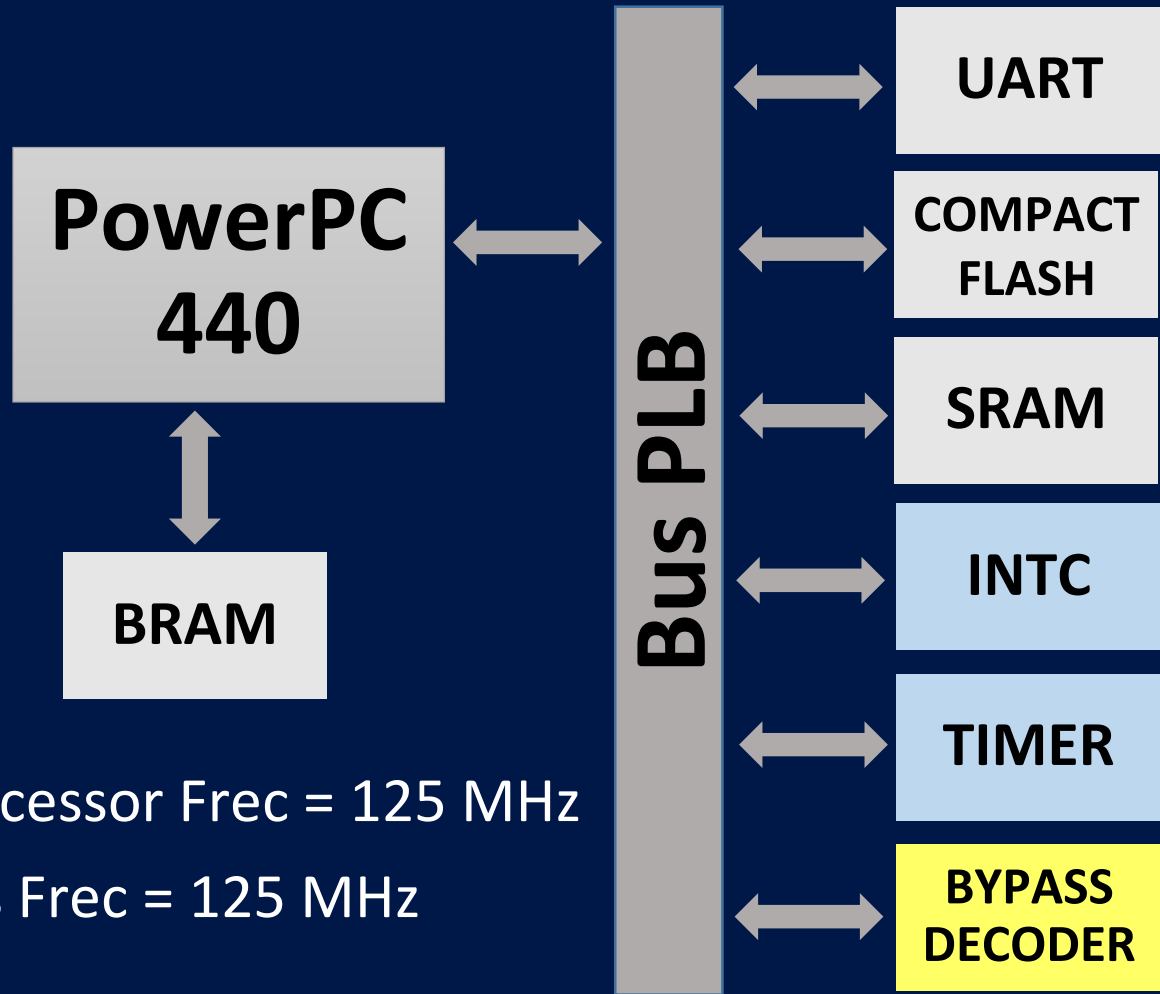 UART
PowerPC
440
COMPACT
FLASH
SRAM
Bus PLB
INTC
BRAM
TIMER
cessor Frec = 125 MHz
Frec = 125 MHz
BYPASS
DECODER